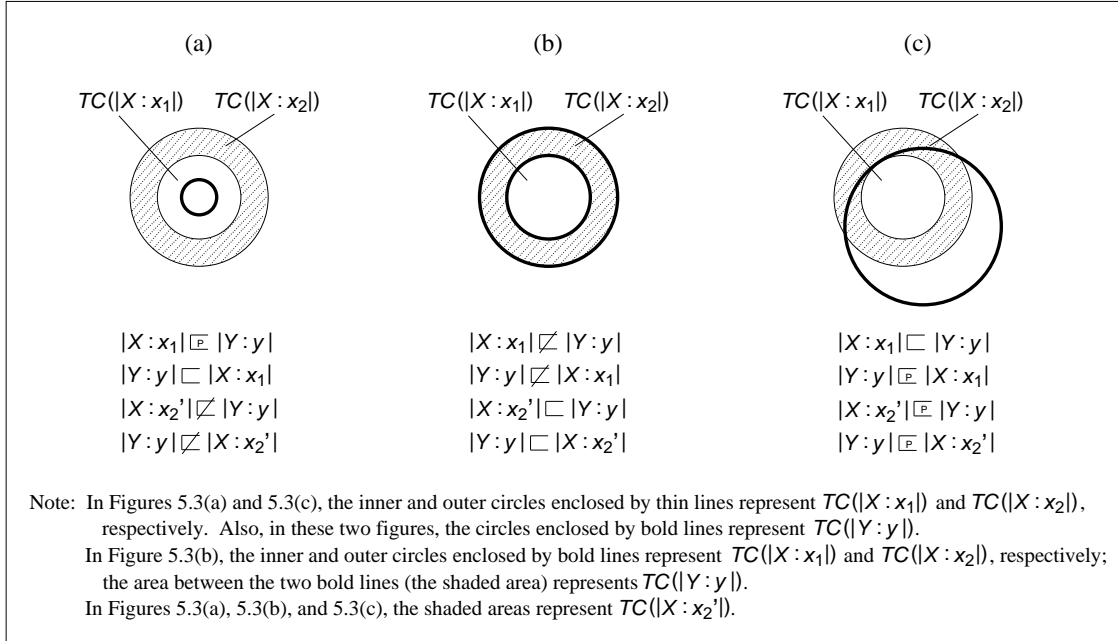 (a) (b) (c)
TC(|X : x₁|) TC(|X : x₂|) TC(|X : x₁|) TC(|X : x₂|) TC(|X : x₁|) TC(|X : x₂|)
|X : x₁| P |Y : y| |X : x₁| ⊏̸ |Y : y| |X : x₁| ⊏ |Y : y|
|Y : y| ⊏ |X : x₁| |Y : y| ⊏̸ |X : x₁| |Y : y| P |X : x₁|
|X : x₂'| ⊏̸ |Y : y| |X : x₂'| ⊏ |Y : y| |X : x₂'| P |Y : y|
|Y : y| ⊏̸ |X : x₂'| |Y : y| ⊏ |X : x₂'| |Y : y| P |X : x₂'|
Note: In Figures 5.3(a) and 5.3(c), the inner and outer circles enclosed by thin lines represent TC(|X : x₁|) and TC(|X : x₂|),
respectively. Also, in these two figures, the circles enclosed by bold lines represent TC(|Y : y|).
In Figure 5.3(b), the inner and outer circles enclosed by bold lines represent TC(|X : x₁|) and TC(|X : x₂|), respectively;
the area between the two bold lines (the shaded area) represents TC(|Y : y|).
In Figures 5.3(a), 5.3(b), and 5.3(c), the shaded areas represent TC(|X : x₂'|).